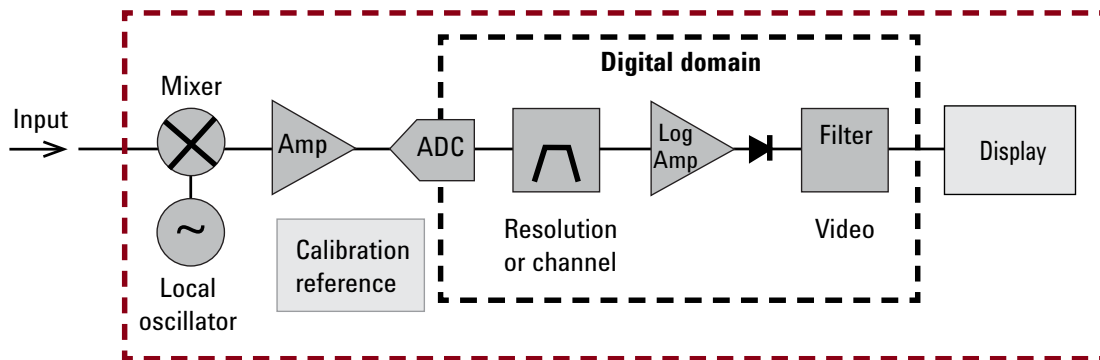 Digital domain
Mixer
Input
Amp
ADC
Log
Amp
Filter
Display
Resolution
or channel
Video
Calibration
reference
Local
oscillator